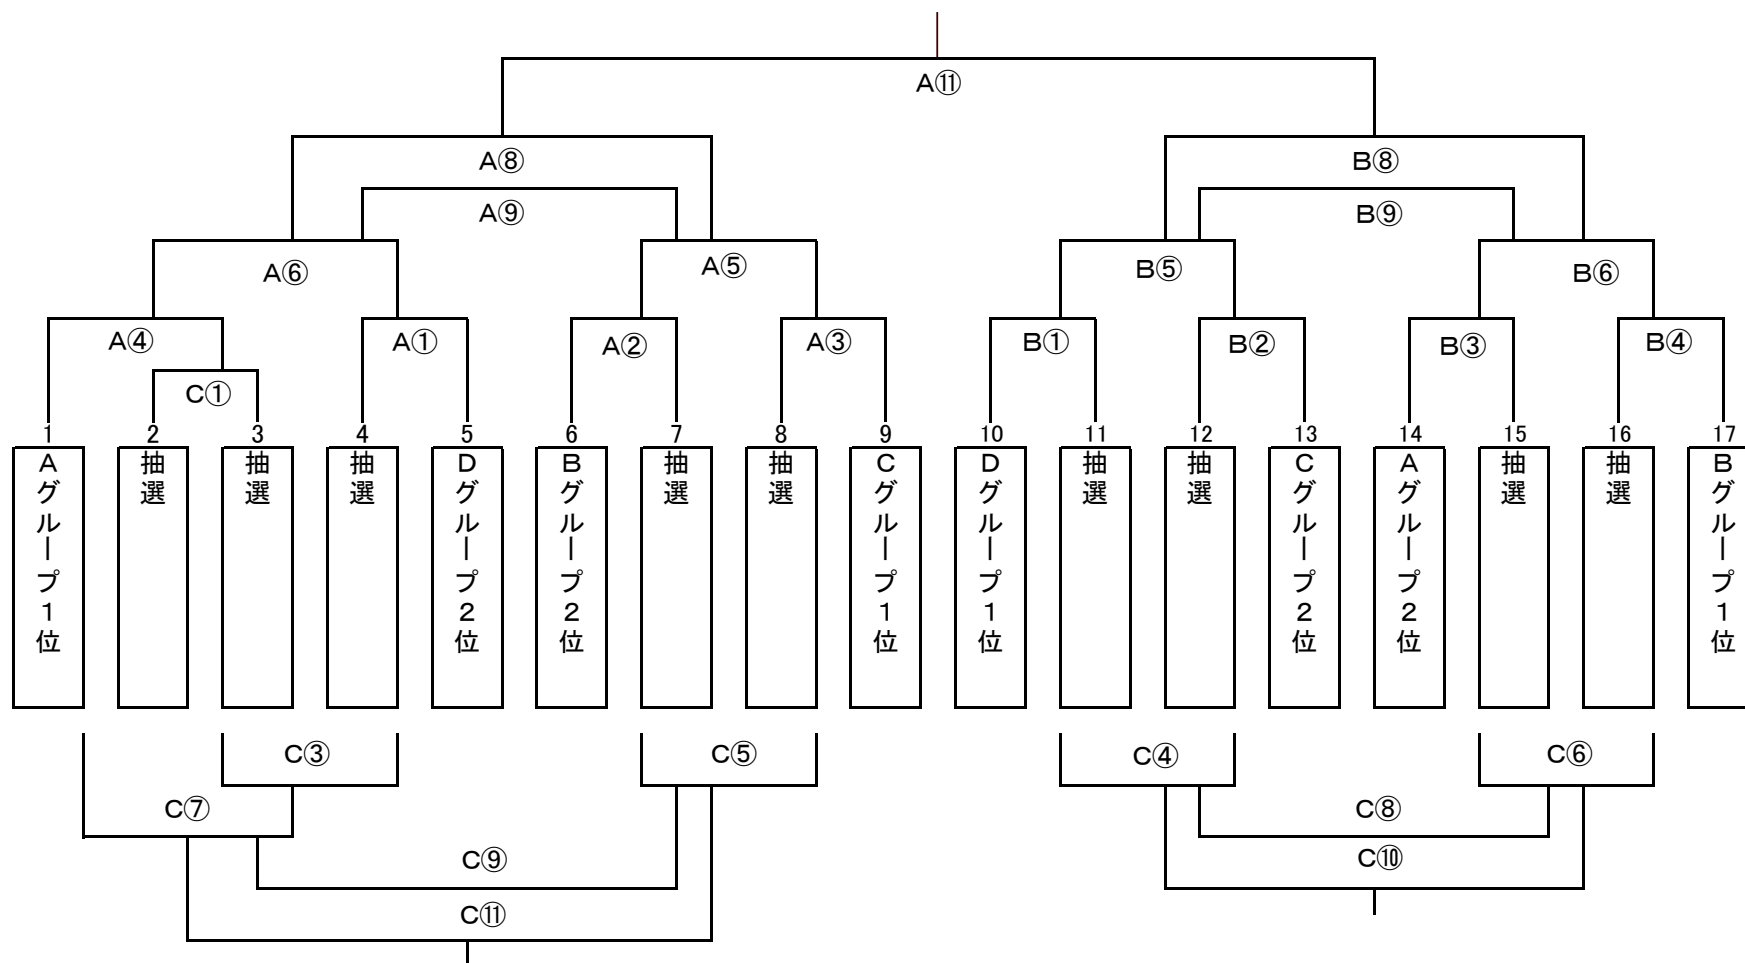 A⑪
A⑧
B⑧
A⑨
B⑨
A⑥
A⑤
B⑤
B⑥
A④
A①
A②
A③
B①
B②
B③
B④
C①
1
2
3
4
5
6
7
8
9
10
11
12
13
14
15
16
17
Aグループ1位
抽選
抽選
抽選
Dグループ2位
Bグループ2位
抽選
抽選
Cグループ1位
Dグループ1位
抽選
抽選
Cグループ2位
Aグループ2位
抽選
抽選
Bグループ1位
C③
C⑤
C④
C⑥
C⑦
C⑧
C⑨
C⑩
C⑪